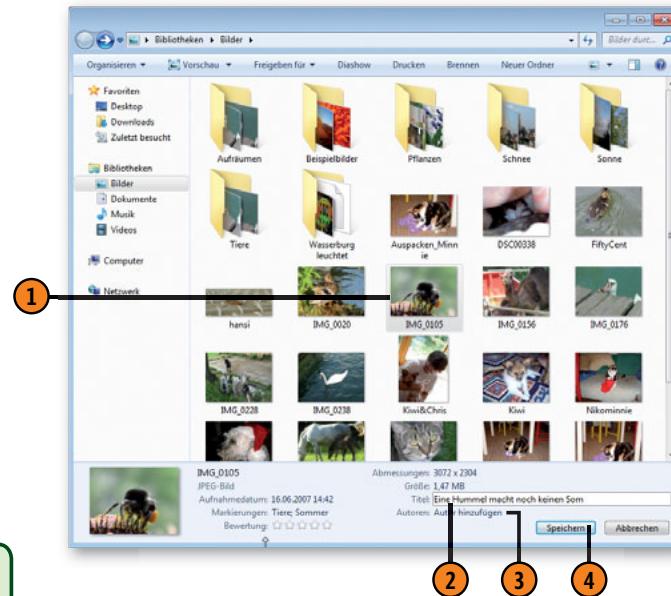 Bibliotheken ▸ Bilder ▸
Bilder durc...
Organisieren Vorschau Freigeben für Diashow Drucken Brennen Neuer Ordner
Favoriten
Desktop
Downloads
Zuletzt besucht
Bibliotheken
Bilder
Dokumente
Musik
Videos
Computer
Netzwerk
Aufräumen Beispielbilder Pflanzen Schnee Sonne
Tiere Wasserburg leuchtet Auspacken_Minnie DSC00338 FiftyCent
hansi IMG_0020 IMG_0105 IMG_0156 IMG_0176
IMG_0228 IMG_0238 Kiwi&Chris Kiwi Nikominnie
IMG_0105
JPEG-Bild
Aufnahmedatum: 16.06.2007 14:42
Markierungen: Tiere; Sommer
Bewertung:
Abmessungen: 3072 x 2304
Größe: 1,47 MB
Titel: Eine Hummel macht noch keinen Som
Autoren: Autor hinzufügen
Speichern Abbrechen
1
2 3 4